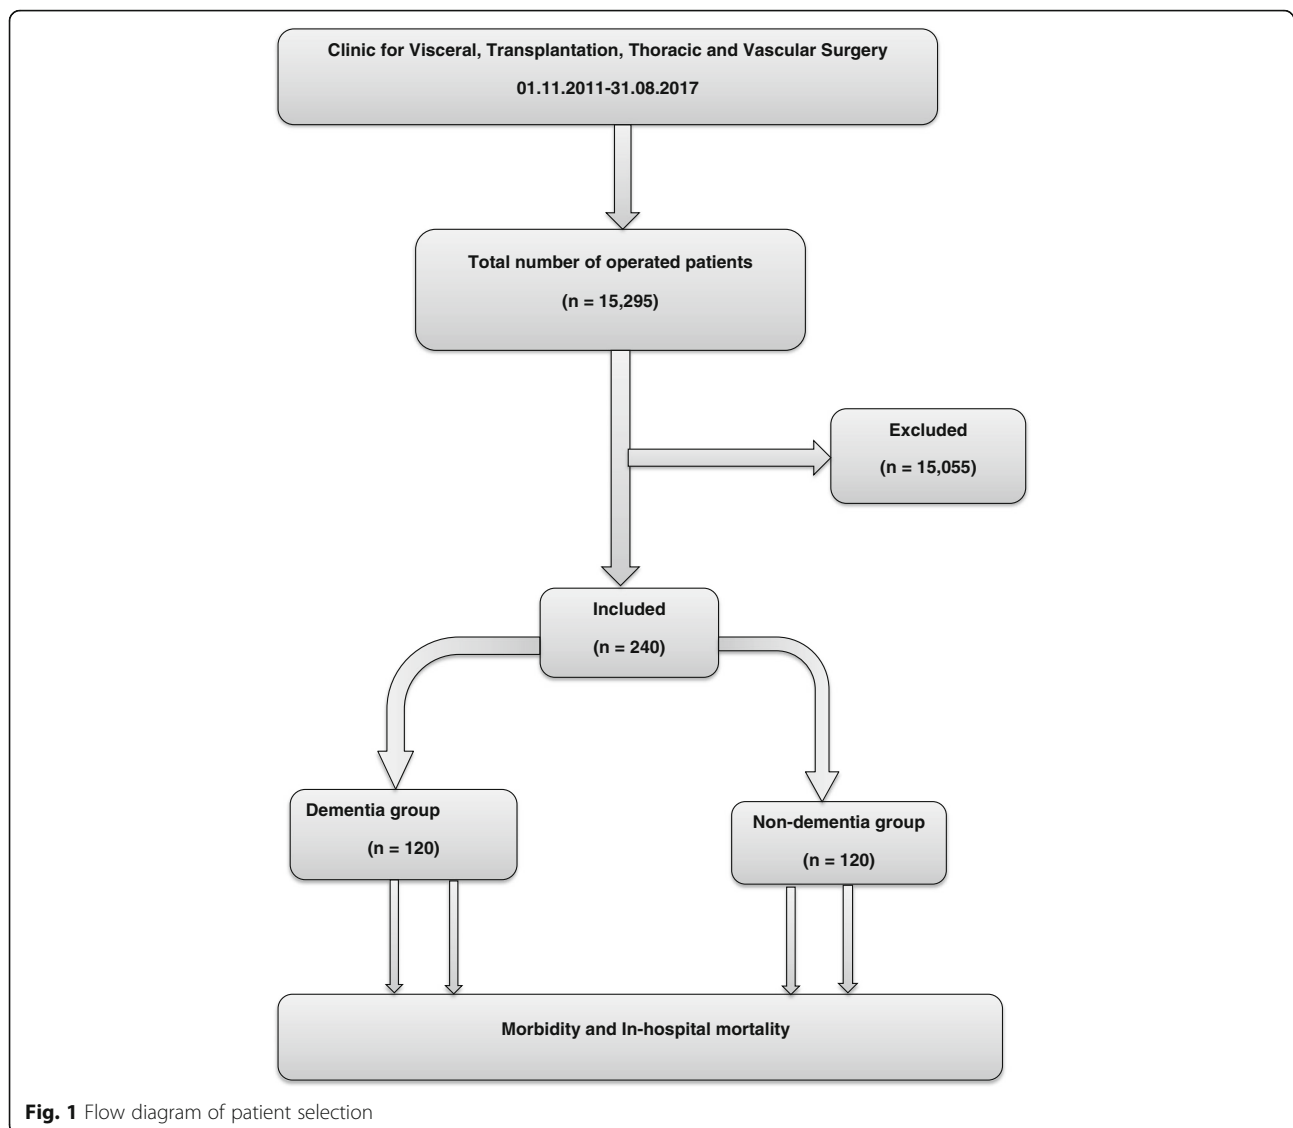 Clinic for Visceral, Transplantation, Thoracic and Vascular Surgery
01.11.2011-31.08.2017
Total number of operated patients
(n = 15,295)
Excluded
(n = 15,055)
Included
(n = 240)
Dementia group
(n = 120)
Non-dementia group
(n = 120)
Morbidity and In-hospital mortality
Fig. 1 Flow diagram of patient selection